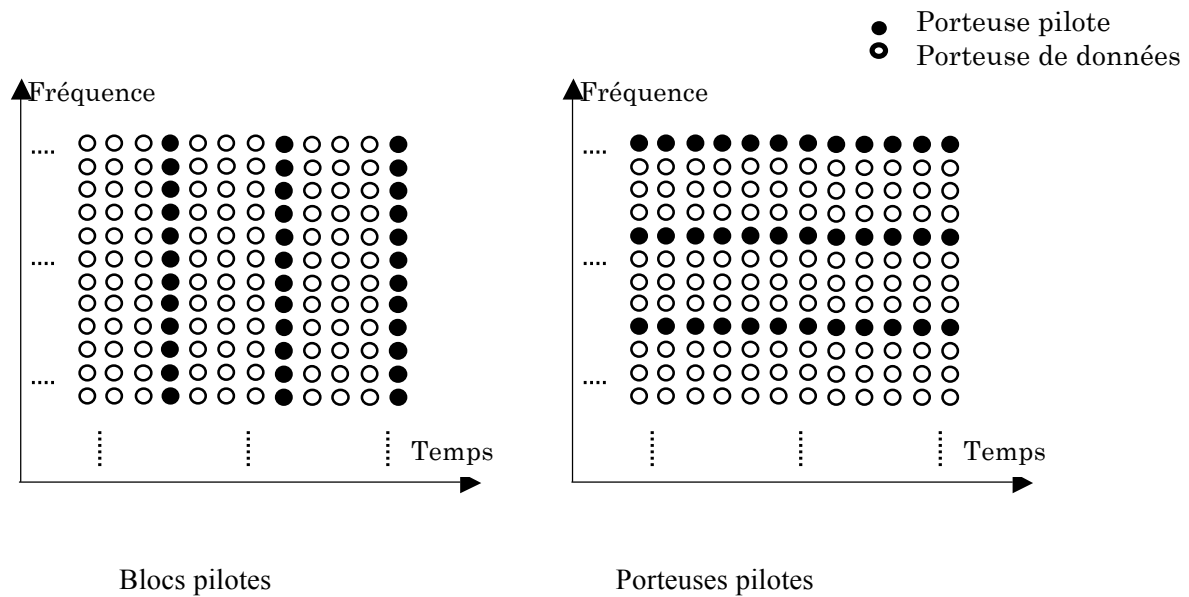 Porteuse pilote
Porteuse de données
Fréquence
Fréquence
....
....
....
....
....
....
Temps
Temps
Blocs pilotes
Porteuses pilotes